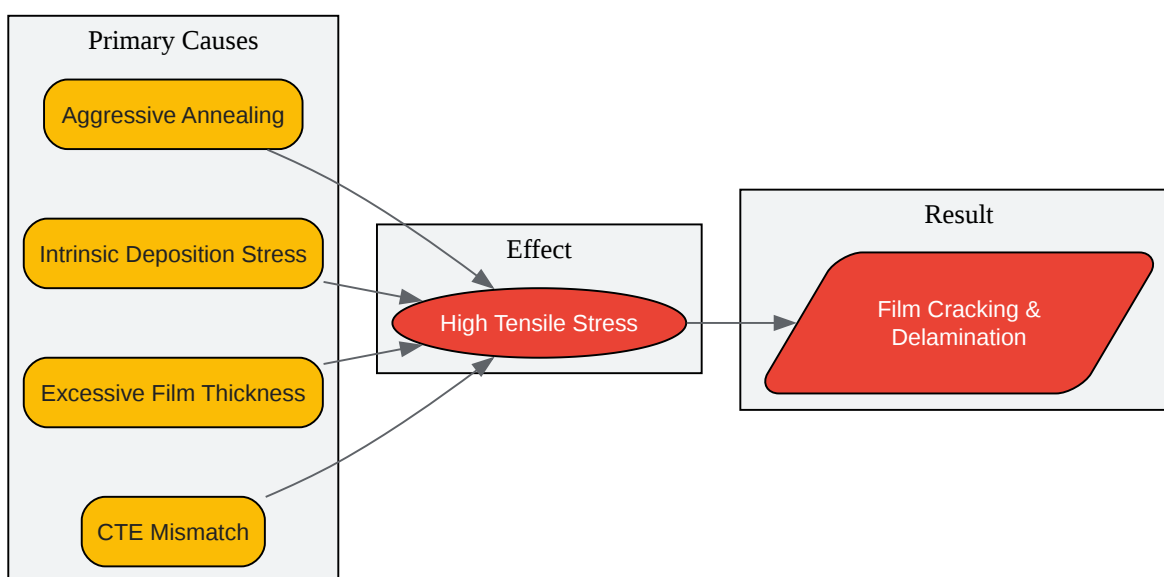 Primary Causes
Aggressive Annealing
Intrinsic Deposition Stress
Excessive Film Thickness
CTE Mismatch
Effect
High Tensile Stress
Result
Film Cracking &
Delamination